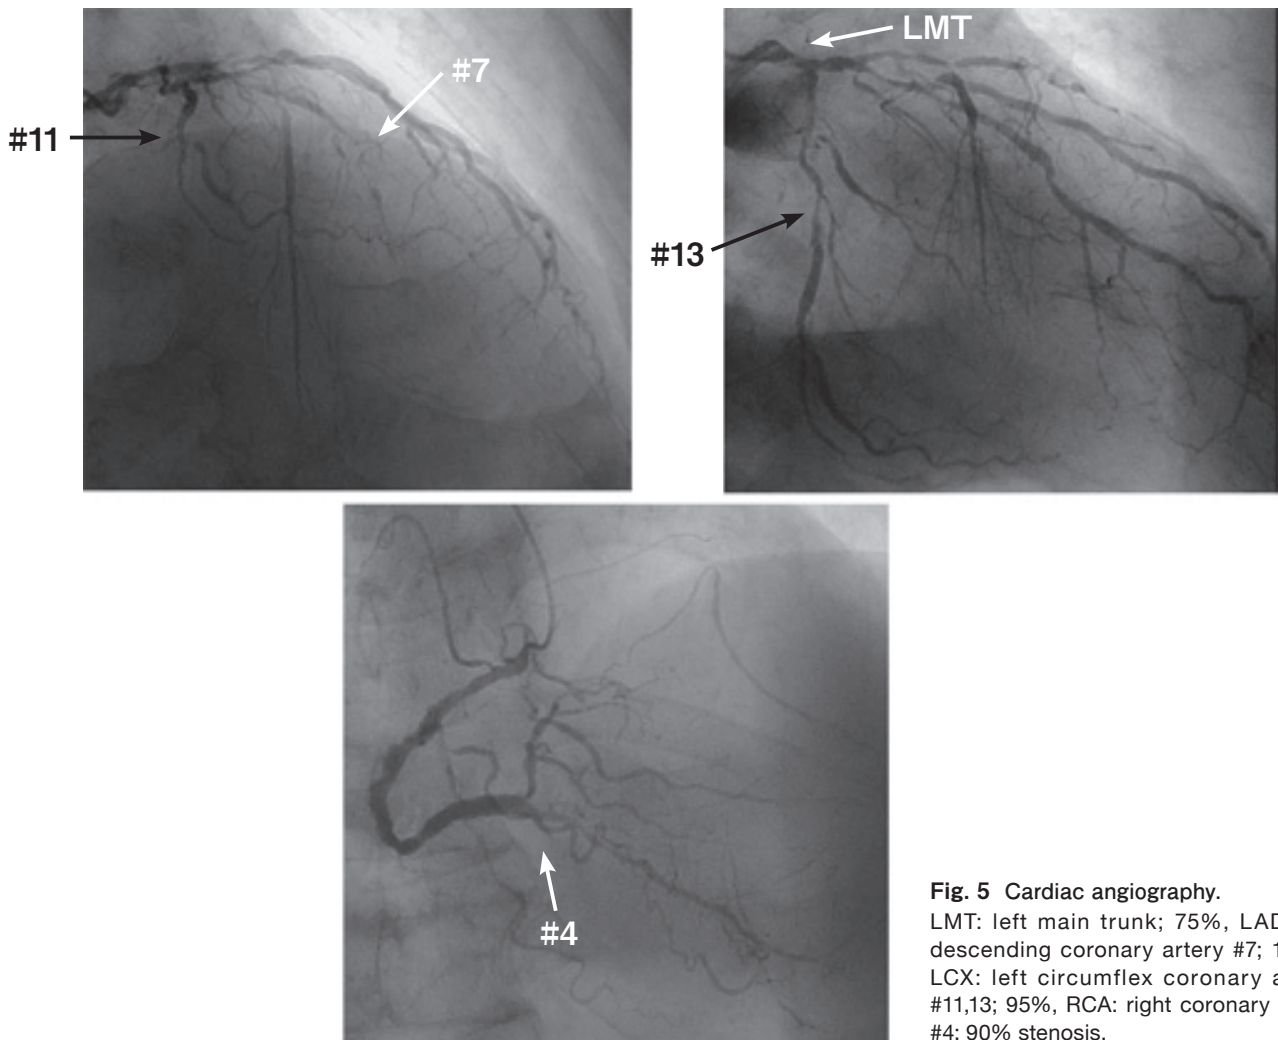 LMT
#7
#11
#13
#4
Fig. 5 Cardiac angiography.
LMT: left main trunk; 75%, LAD
descending coronary artery #7; 1
LCX: left circumflex coronary a
#11,13; 95%, RCA: right coronary
#4; 90% stenosis.